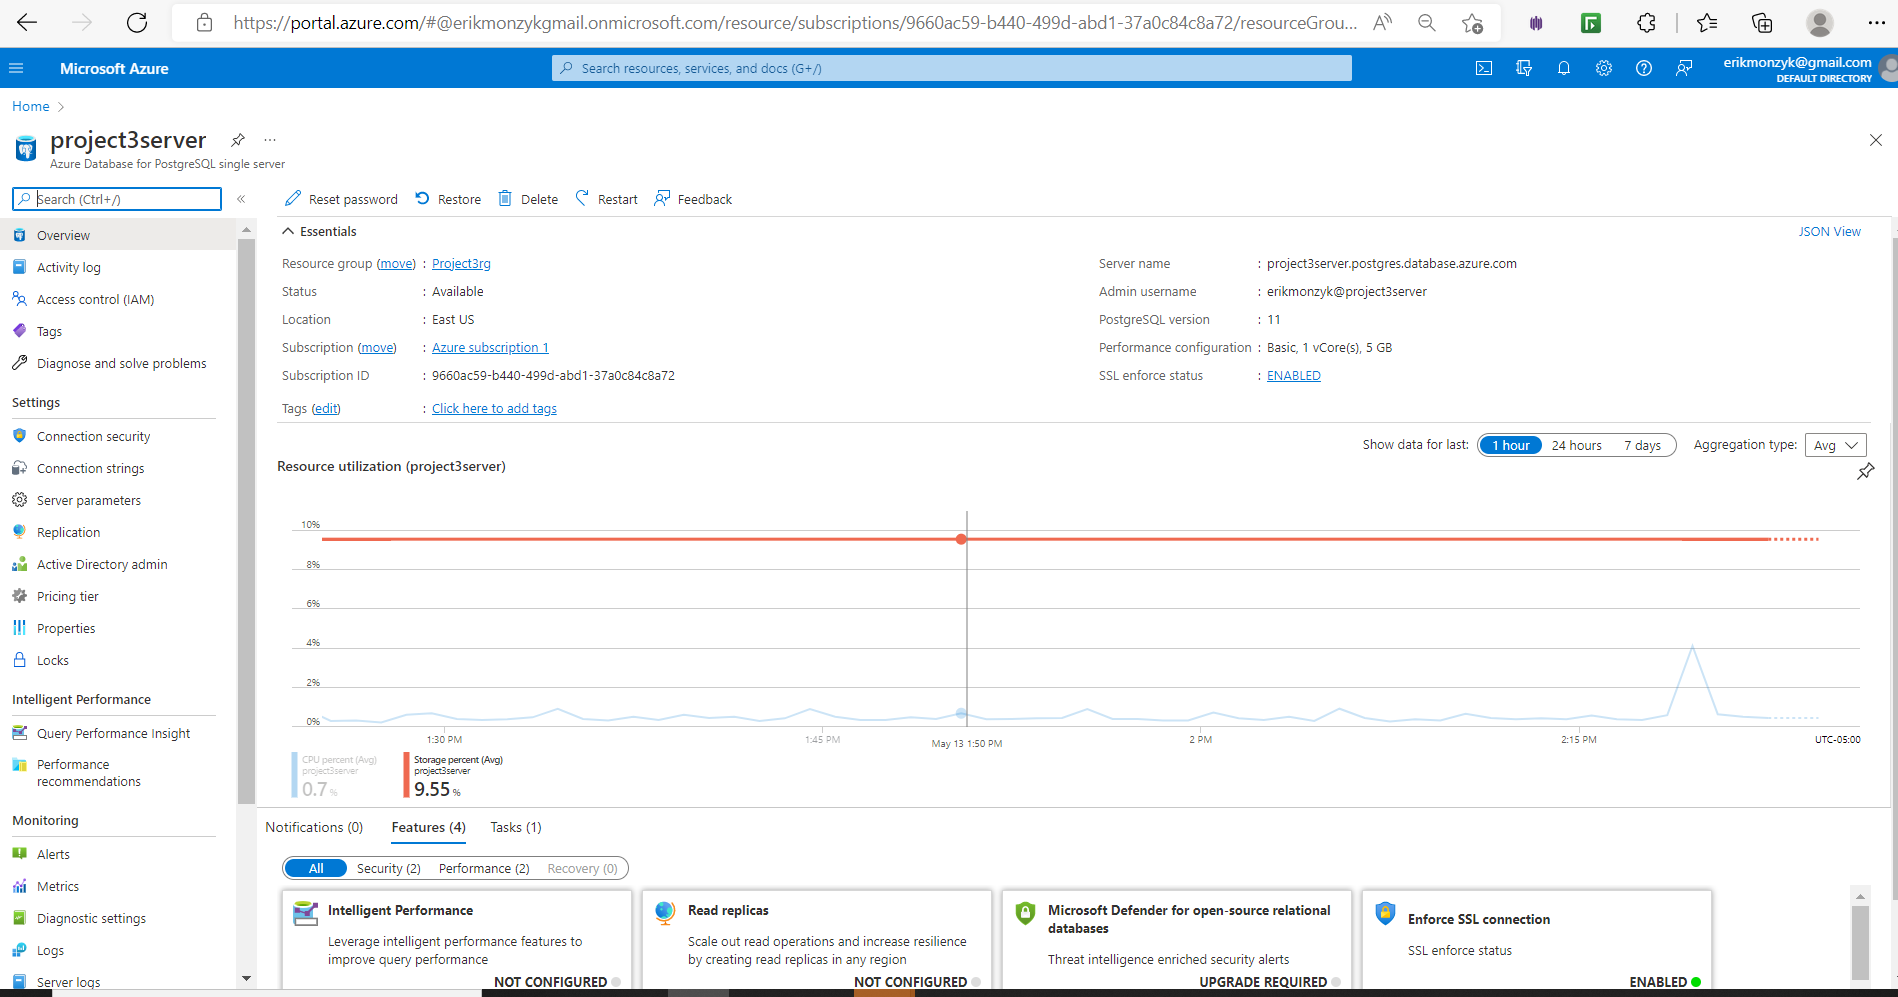 https://portal.azure.com/#@erikmonzykgmail.onmicrosoft.com/resource/subscriptions/9660ac59-b440-499d-abd1-37a0c84c8a72/resourceGrou...
Microsoft Azure
Search resources, services, and docs (G+/)
erikmonzyk@gmail.com
DEFAULT DIRECTORY
Home
project3server
Azure Database for PostgreSQL single server
Search (Ctrl+/)
Overview
Activity log
Access control (IAM)
Tags
Diagnose and solve problems
Settings
Connection security
Connection strings
Server parameters
Replication
Active Directory admin
Pricing tier
Properties
Locks
Intelligent Performance
Query Performance Insight
Performance
recommendations
Monitoring
Alerts
Metrics
Diagnostic settings
Logs
Server logs
Reset password Restore Delete Restart Feedback
Essentials
JSON View
Resource group (move) : Project3rg
Status : Available
Location : East US
Subscription (move) : Azure subscription 1
Subscription ID : 9660ac59-b440-499d-abd1-37a0c84c8a72
Tags (edit) : Click here to add tags
Server name : project3server.postgres.database.azure.com
Admin username : erikmonzyk@project3server
PostgreSQL version : 11
Performance configuration : Basic, 1 vCore(s), 5 GB
SSL enforce status : ENABLED
Show data for last: 1 hour 24 hours 7 days Aggregation type: Avg
Resource utilization (project3server)
10%
8%
6%
4%
2%
0%
1:30 PM 1:45 PM May 13 1:50 PM 2 PM 2:15 PM UTC-05:00
CPU percent (Avg)
project3server
0.7 %
Storage percent (Avg)
project3server
9.55 %
Notifications (0) Features (4) Tasks (1)
All Security (2) Performance (2) Recovery (0)
Intelligent Performance
Leverage intelligent performance features to
improve query performance
NOT CONFIGURED
Read replicas
Scale out read operations and increase resilience
by creating read replicas in any region
NOT CONFIGURED
Microsoft Defender for open-source relational
databases
Threat intelligence enriched security alerts
UPGRADE REQUIRED
Enforce SSL connection
SSL enforce status
ENABLED